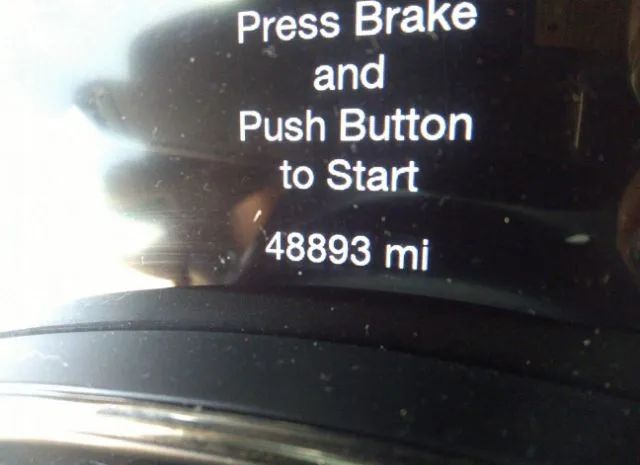 Press Brake
and
Push Button
to Start
48893 mi